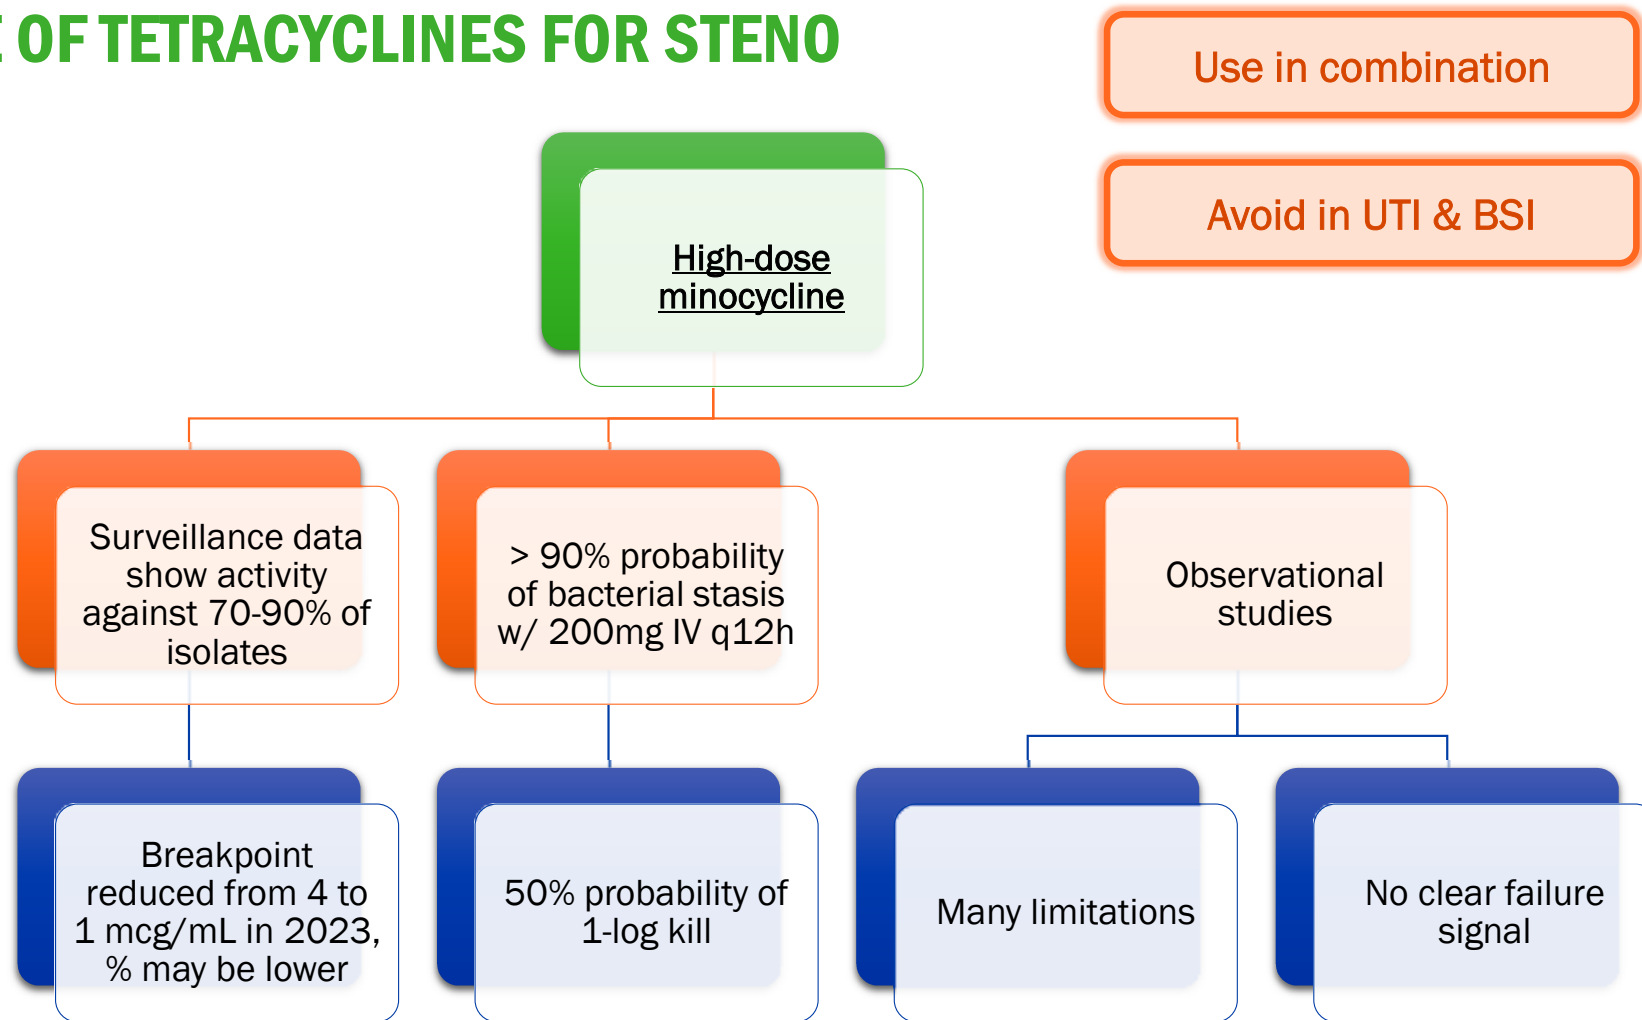 OF TETRACYCLINES FOR STENO
Use in combination
Avoid in UTI & BSI
High-dose
minocycline
Surveillance data
show activity
against 70-90% of
isolates
> 90% probability
of bacterial stasis
w/ 200mg IV q12h
Observational
studies
Breakpoint
reduced from 4 to
1 mcg/mL in 2023,
% may be lower
50% probability of
1-log kill
Many limitations
No clear failure
signal